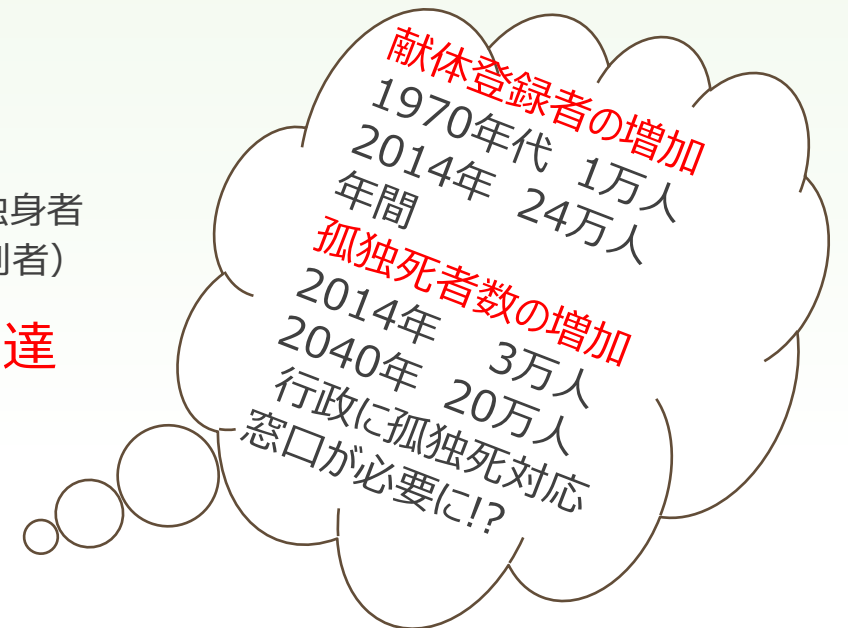 独身者
別者）
達
献体登録者の増加
1970年代 1万人
2014年 24万人
年間
孤独死者数の増加
2014年 3万人
2040年 20万人
行政に孤独死対応
窓口が必要に!?